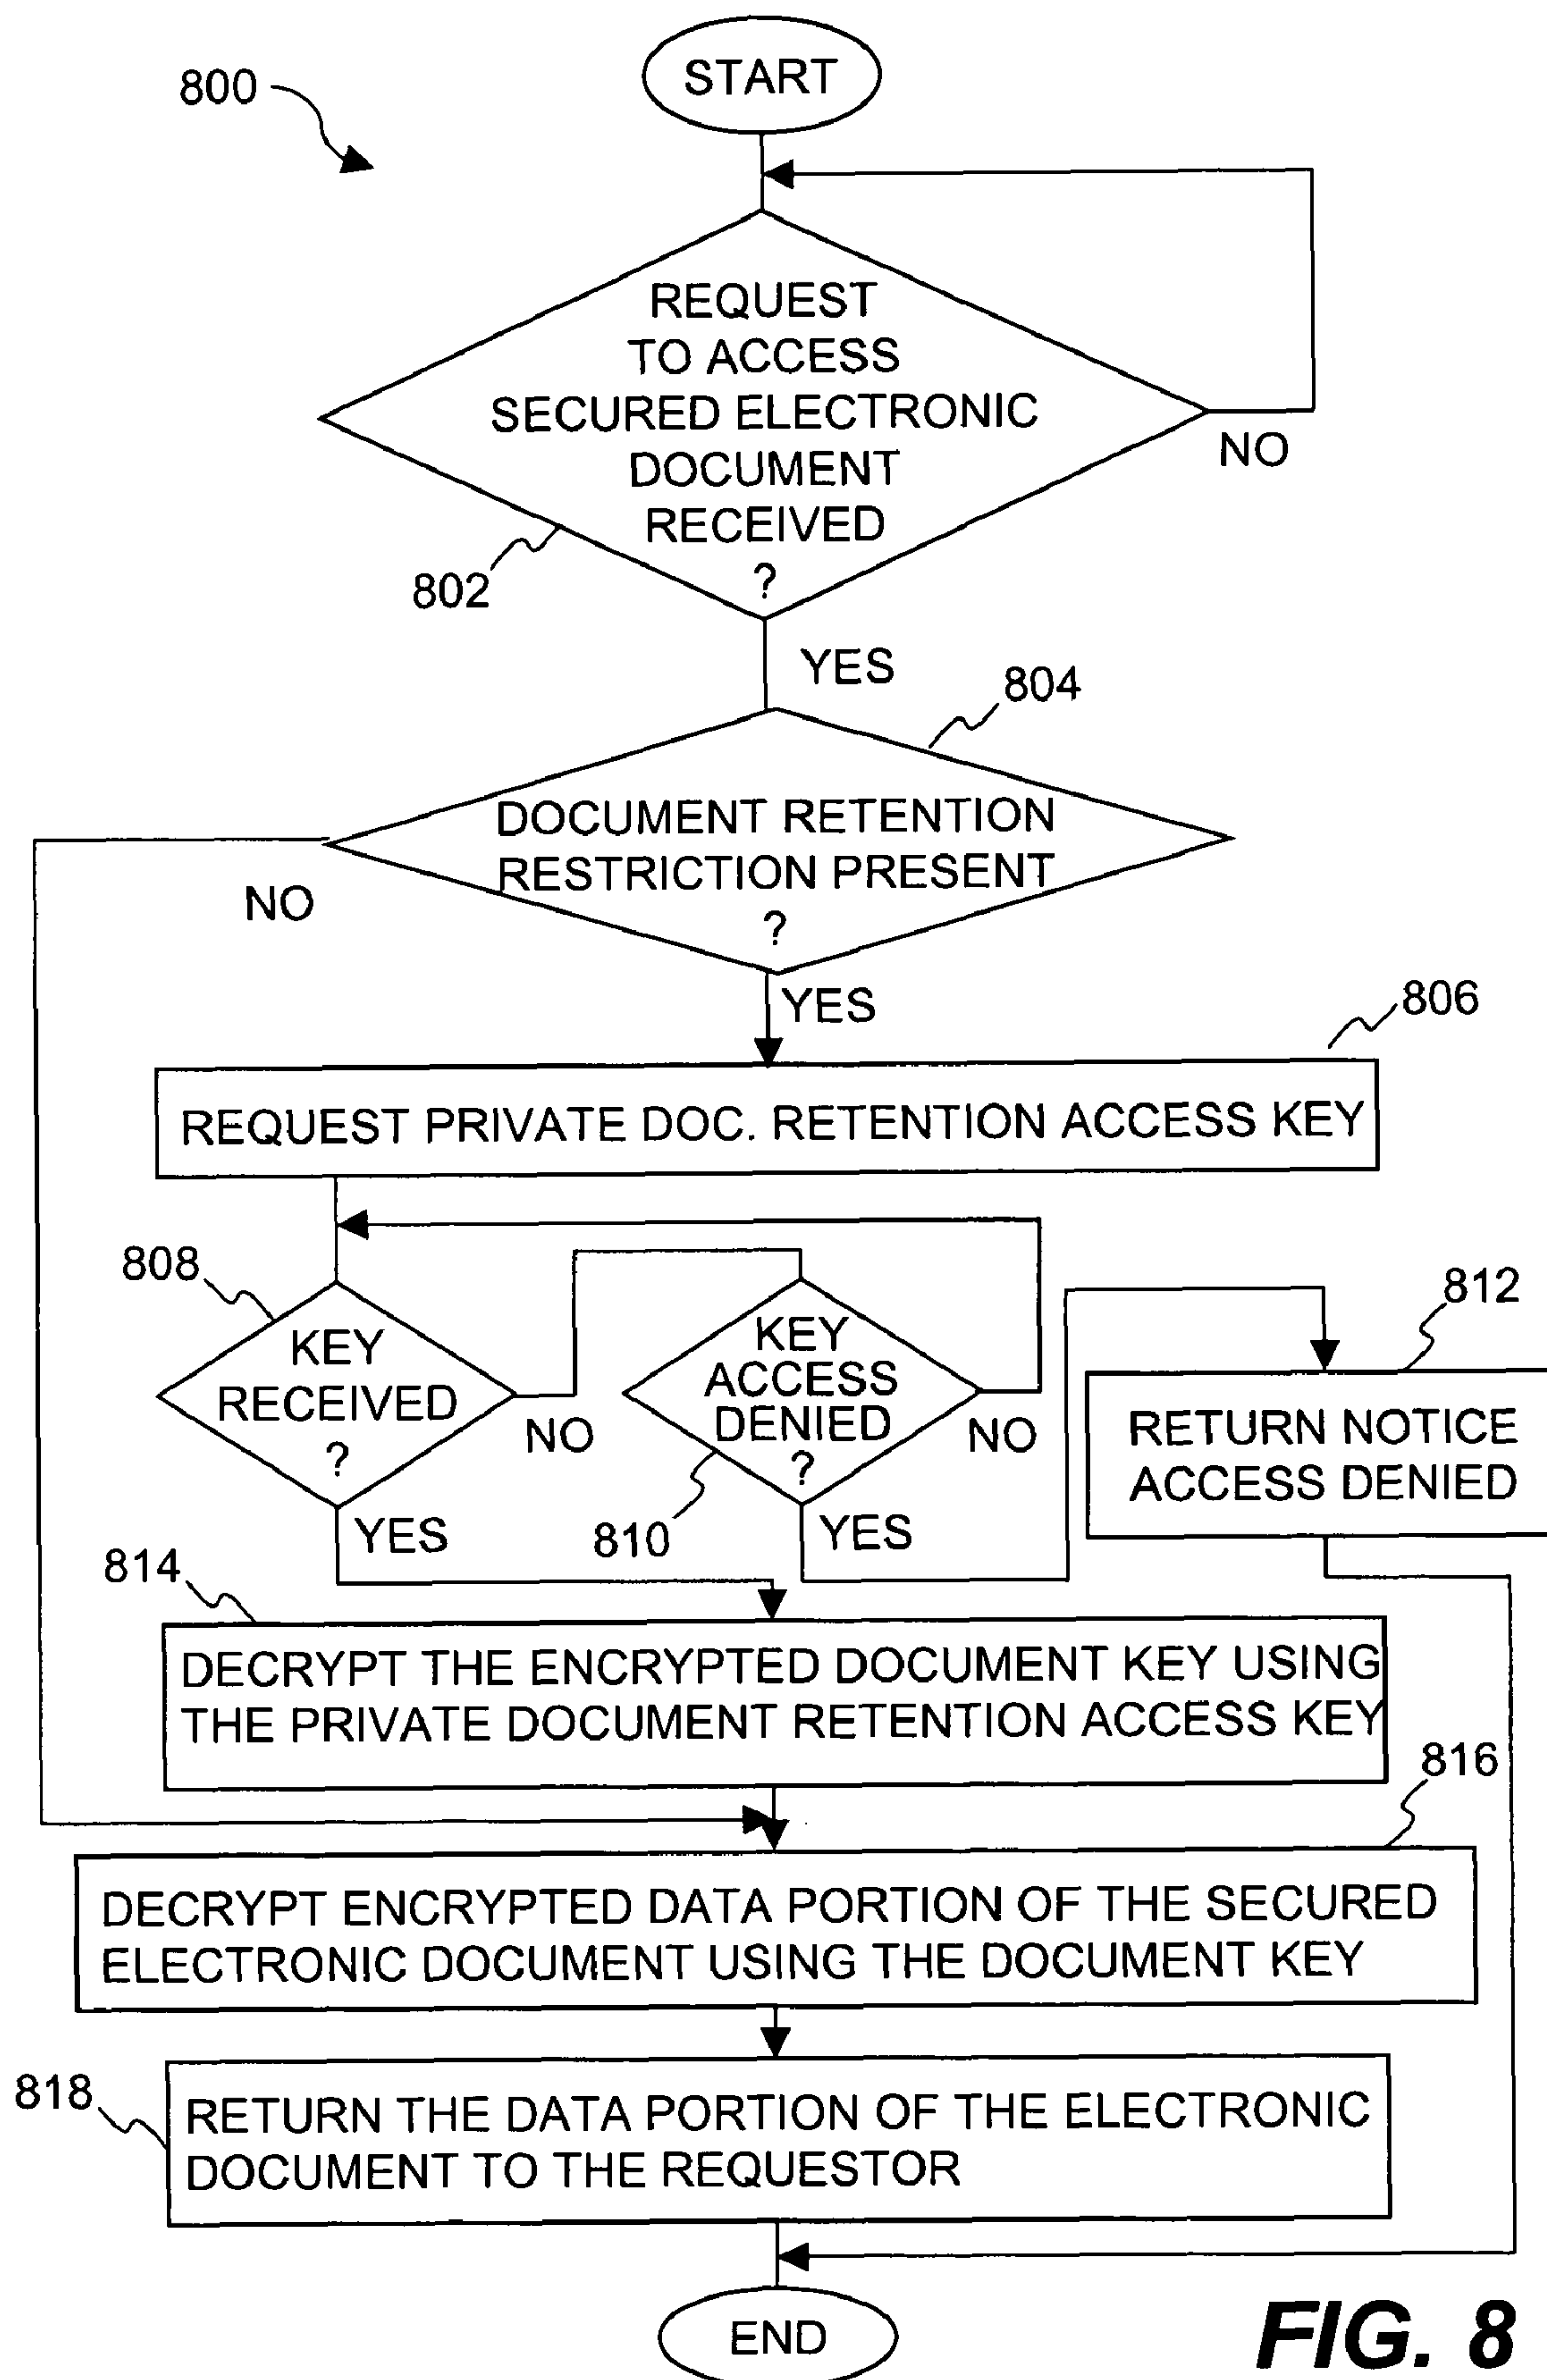 START
800
REQUEST
TO ACCESS
SECURED ELECTRONIC
DOCUMENT
RECEIVED
?
NO
802
YES
804
DOCUMENT RETENTION
RESTRICTION PRESENT
?
NO
YES
806
REQUEST PRIVATE DOC. RETENTION ACCESS KEY
808
KEY
RECEIVED
?
NO
YES
KEY
ACCESS
DENIED
?
NO
810
YES
812
RETURN NOTICE
ACCESS DENIED
814
DECRYPT THE ENCRYPTED DOCUMENT KEY USING
THE PRIVATE DOCUMENT RETENTION ACCESS KEY
816
DECRYPT ENCRYPTED DATA PORTION OF THE SECURED
ELECTRONIC DOCUMENT USING THE DOCUMENT KEY
818
RETURN THE DATA PORTION OF THE ELECTRONIC
DOCUMENT TO THE REQUESTOR
END
FIG. 8